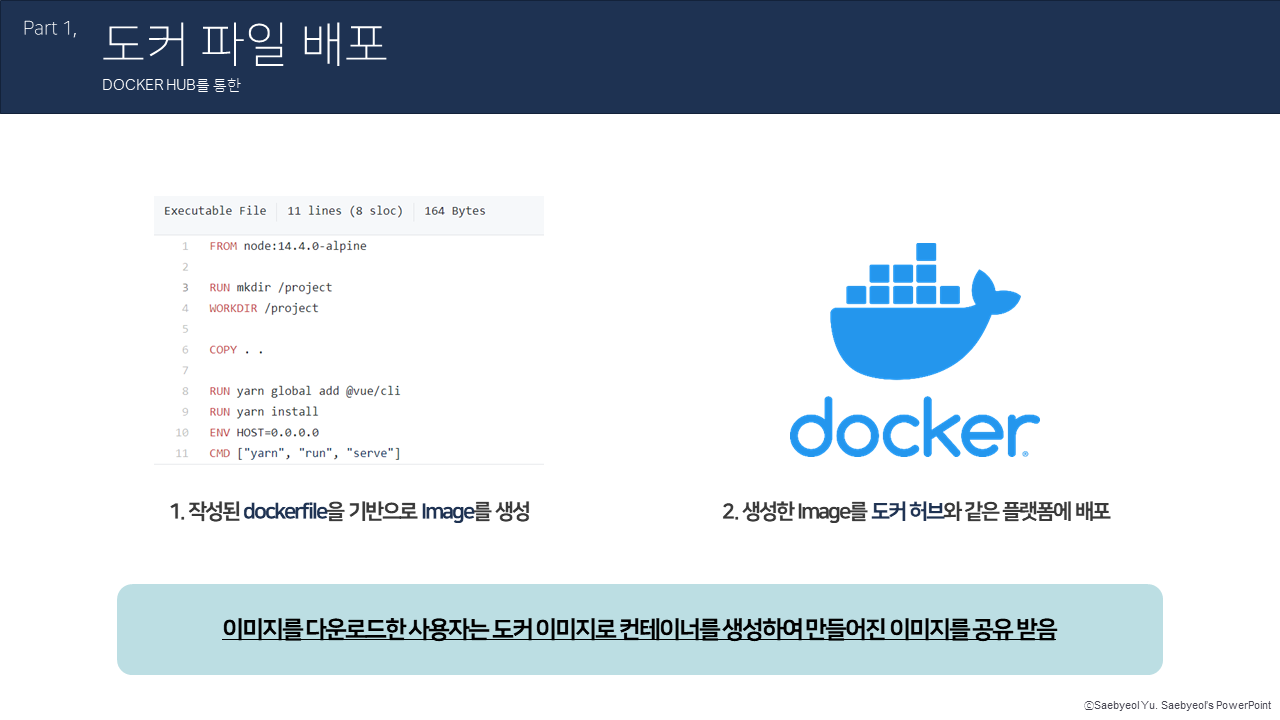 Part 1,
도커 파일 배포
DOCKER HUB를 통한
Executable File 11 lines (8 sloc) 164 Bytes
1 FROM node:14.4.0-alpine
2
3 RUN mkdir /project
4 WORKDIR /project
5
6 COPY . .
7
8 RUN yarn global add @vue/cli
9 RUN yarn install
10 ENV HOST=0.0.0.0
11 CMD ["yarn", "run", "serve"]
docker®
1. 작성된 dockerfile을 기반으로 Image를 생성
2. 생성한 Image를 도커 허브와 같은 플랫폼에 배포
이미지를 다운로드한 사용자는 도커 이미지로 컨테이너를 생성하여 만들어진 이미지를 공유 받음
ⓒSaebyeol Yu. Saebyeol's PowerPoint